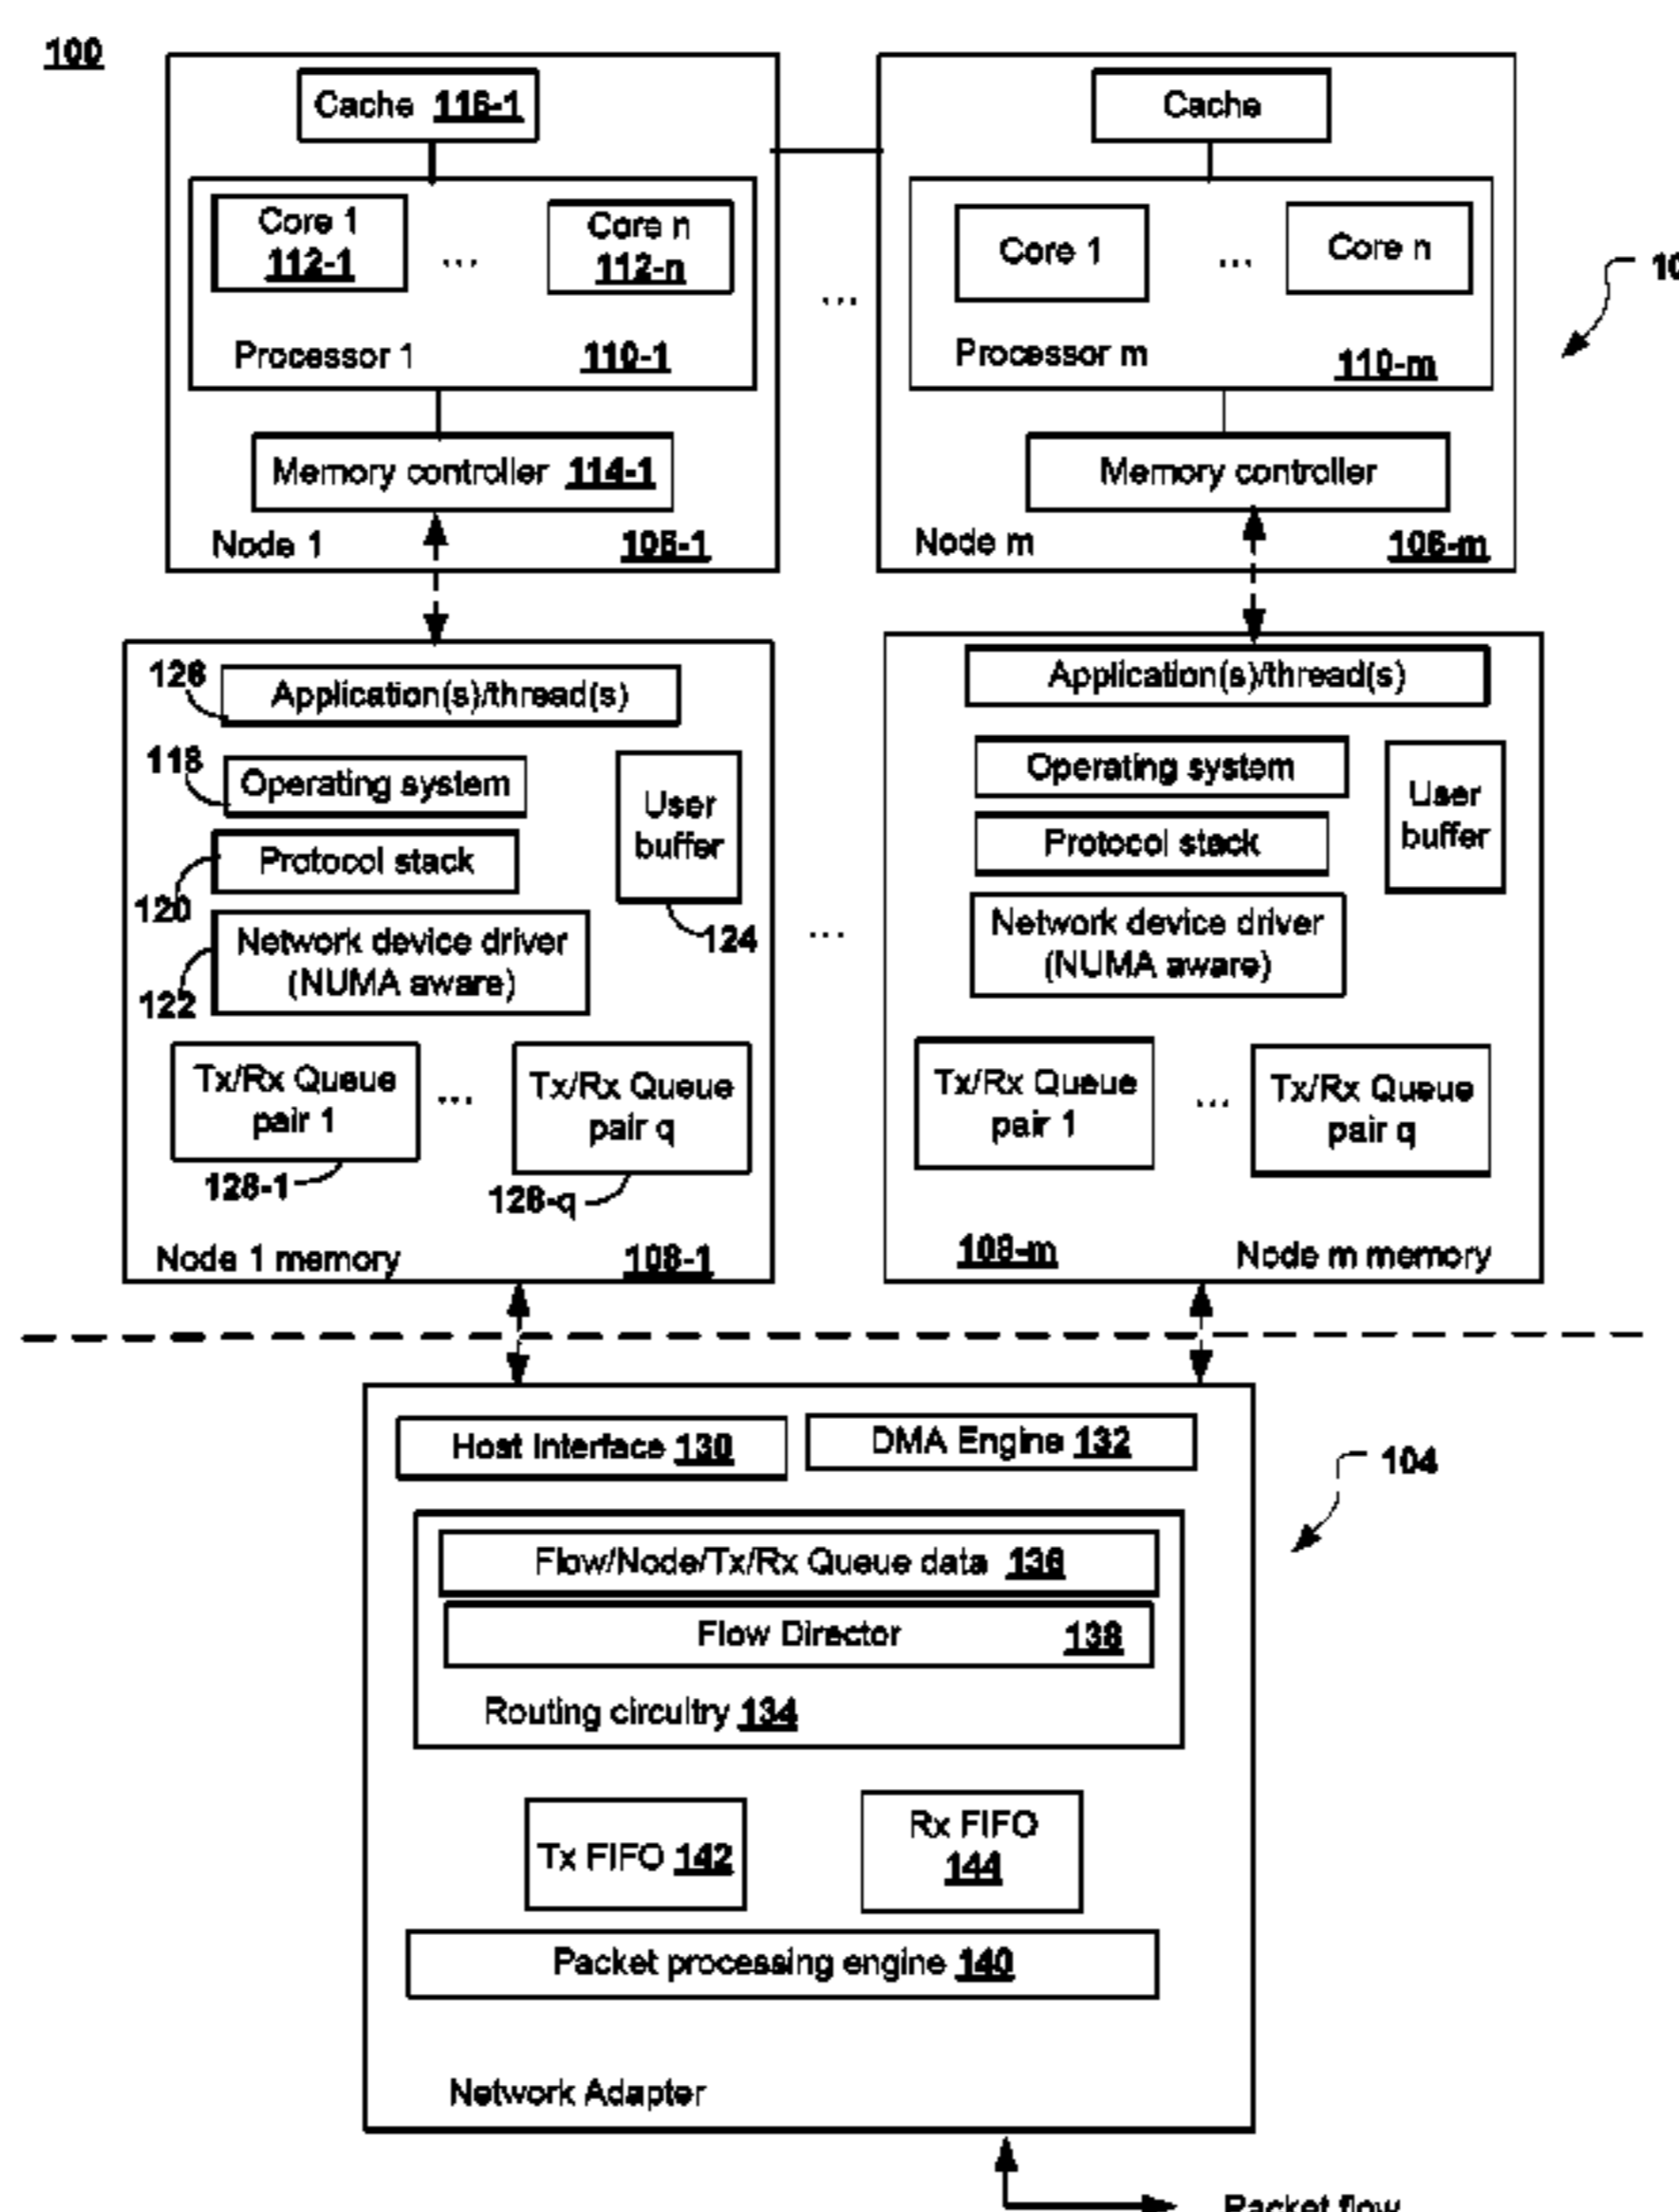 100
Cache 116-1
Cache
Core 1
112-1
...
Core n
112-n
Core 1
...
Core n
10
...
Processor 1 110-1
Processor m 110-m
Memory controller 114-1
Memory controller
Node 1 106-1
Node m 106-m
126
Application(s)/thread(s)
118
Operating system
User
buffer
Protocol stack
120
124
Network device driver
(NUMA aware)
122
Tx/Rx Queue
pair 1
...
Tx/Rx Queue
pair q
128-1
128-q
Node 1 memory 108-1
...
Application(s)/thread(s)
Operating system
User
buffer
Protocol stack
Network device driver
(NUMA aware)
Tx/Rx Queue
pair 1
...
Tx/Rx Queue
pair q
108-m Node m memory
Host Interface 130
DMA Engine 132
104
Flow/Node/Tx/Rx Queue data 136
Flow Director 138
Routing circuitry 134
Tx FIFO 142
Rx FIFO
144
Packet processing engine 140
Network Adapter
Packet flow